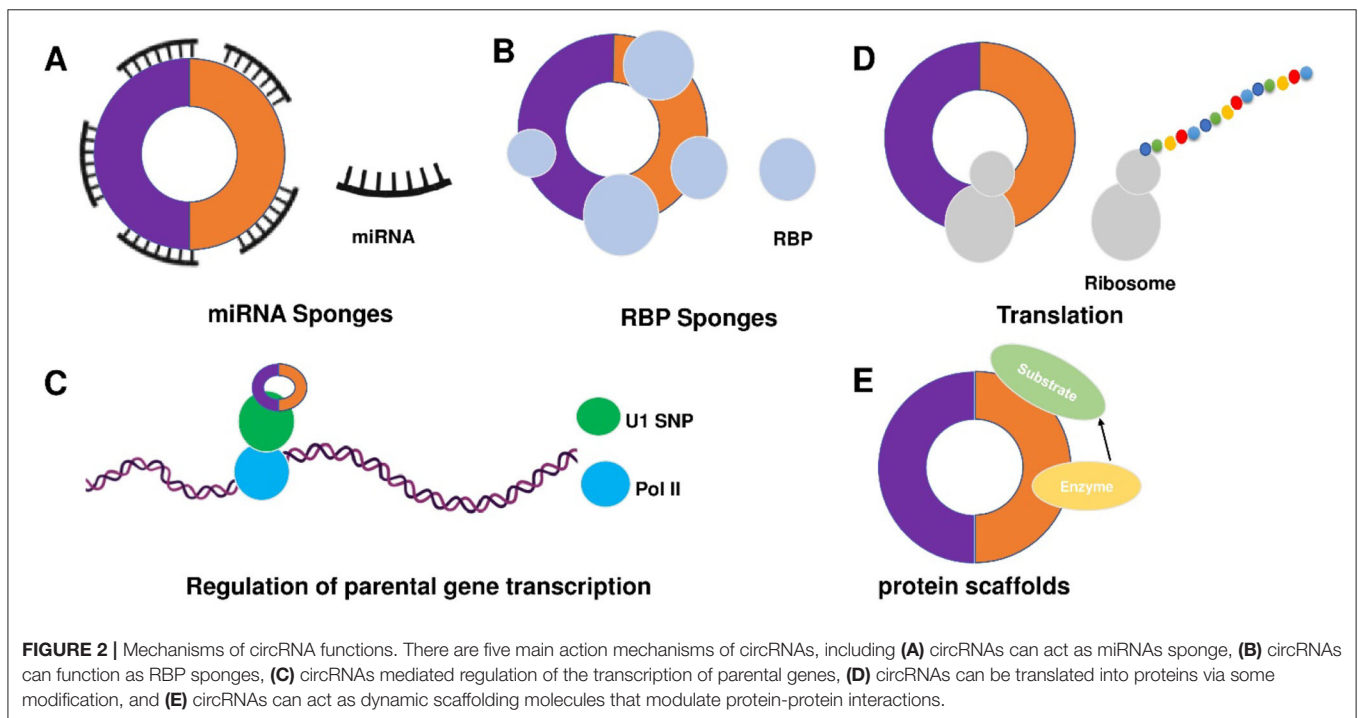 A
miRNA
miRNA Sponges
B
RBP
RBP Sponges
D
Ribosome
Translation
C
U1 SNP
Pol II
Regulation of parental gene transcription
E
Substrate
Enzyme
protein scaffolds
FIGURE 2 | Mechanisms of circRNA functions. There are five main action mechanisms of circRNAs, including (A) circRNAs can act as miRNAs sponge, (B) circRNAs
can function as RBP sponges, (C) circRNAs mediated regulation of the transcription of parental genes, (D) circRNAs can be translated into proteins via some
modification, and (E) circRNAs can act as dynamic scaffolding molecules that modulate protein-protein interactions.